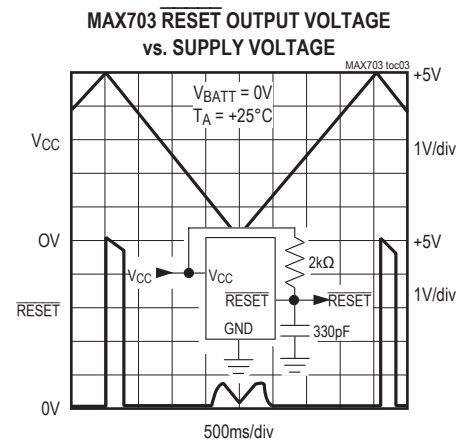 MAX703 RESET OUTPUT VOLTAGE
vs. SUPPLY VOLTAGE
MAX703 toc03
+5V
VBATT = 0V
TA = +25°C
VCC
1V/div
0V
+5V
VCC
VCC
2kΩ
1V/div
RESET
RESET
RESET
GND
330pF
0V
500ms/div